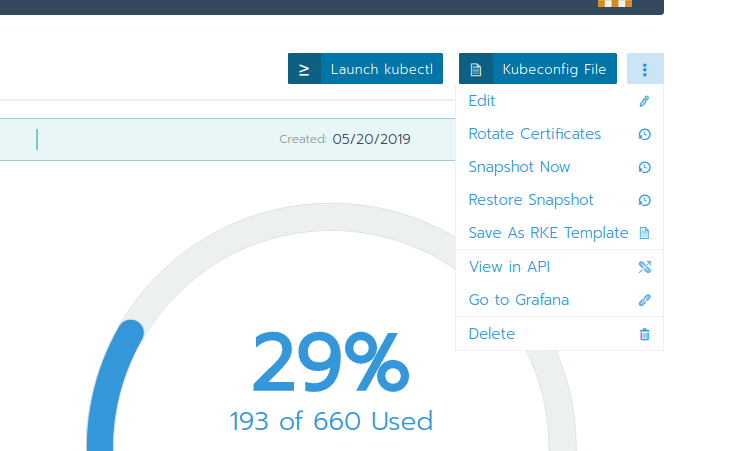 Launch kubectl
Kubeconfig File
Edit
Rotate Certificates
Created: 05/20/2019
Snapshot Now
Restore Snapshot
Save As RKE Template
View in API
Go to Grafana
Delete
29%
193 of 660 Used